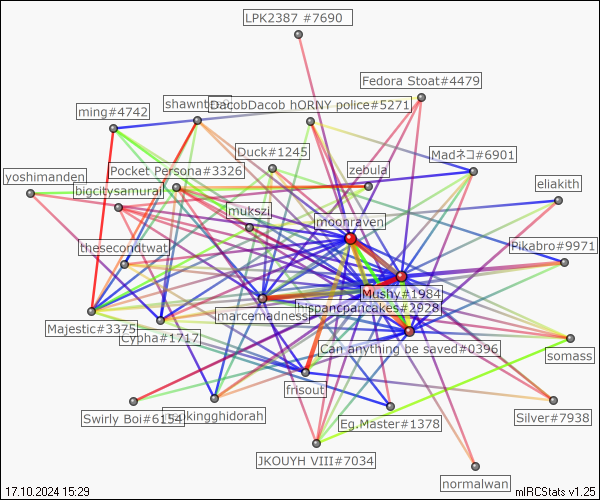 LPK2387 #7690
Fedora Stoat#4479
DacobDacob hORNY police#5271
ming#4742
Duck#1245
Madネコ#6901
Pocket Persona#3326
zebula
yoshimanden
bigcitysamurai
eliakith
mukszi
moonraven
thesecondtwat
Pikabro#9971
Mushy#1984
hispancpancakes#2928
marcemadness
Majestic#3375
Cypha#1717
Can anything be saved#0396
somass
frisout
Swirly Boi#6154
Silver#7938
Eg.Master#1378
JKOUYH VIII#7034
normalwan
17.10.2024 15:29
mIRCStats v1.25